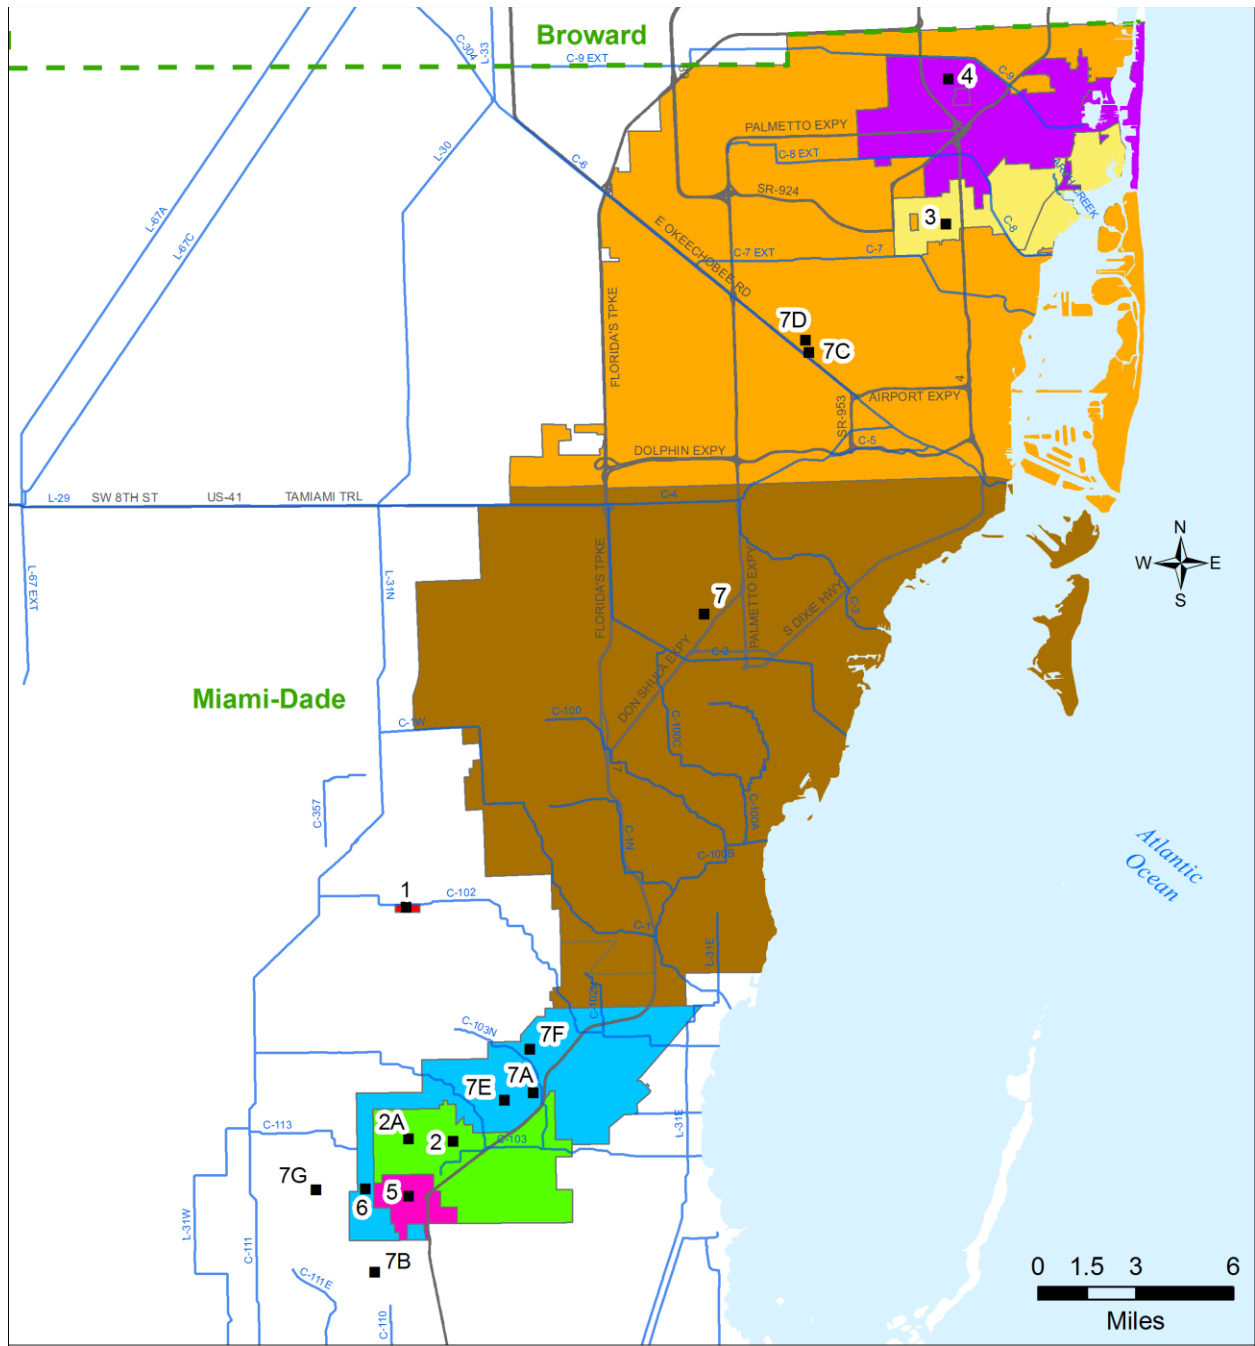 Broward
C-304
L-33
C-9 EXT
C-9
4
PALMETTO EXPY
C-8 EXT
C-6
L-30
SR-924
ARCH CREEK
3
C-8
L-67A
L-67C
E OKEECHOBEE RD
C-7 EXT
C-7
FLORIDA'S TPKE
7D
7C
4
AIRPORT EXPY
SR-953
C-5
DOLPHIN EXPY
C-4
L-29
SW 8TH ST
US-41
TAMIAMI TRL
N
W
E
S
L-67 EXT
L-31N
FLORIDA'S TPKE
PALMETTO EXPY
S DIXIE HWY
C-3
7
C-2
DON SHULA EXPY
Miami-Dade
C-1W
C-100
C-100C
C-357
C-100A
C-1N
C-100B
Atlantic
Ocean
1
C-102
C-1
L-31E
C-102N
C-103N
7F
7A
7E
2A
2
C-103
C-113
L-31E
7G
6
5
L-31W
C-111
7B
C-111E
C-110
0 1.5 3 6
Miles